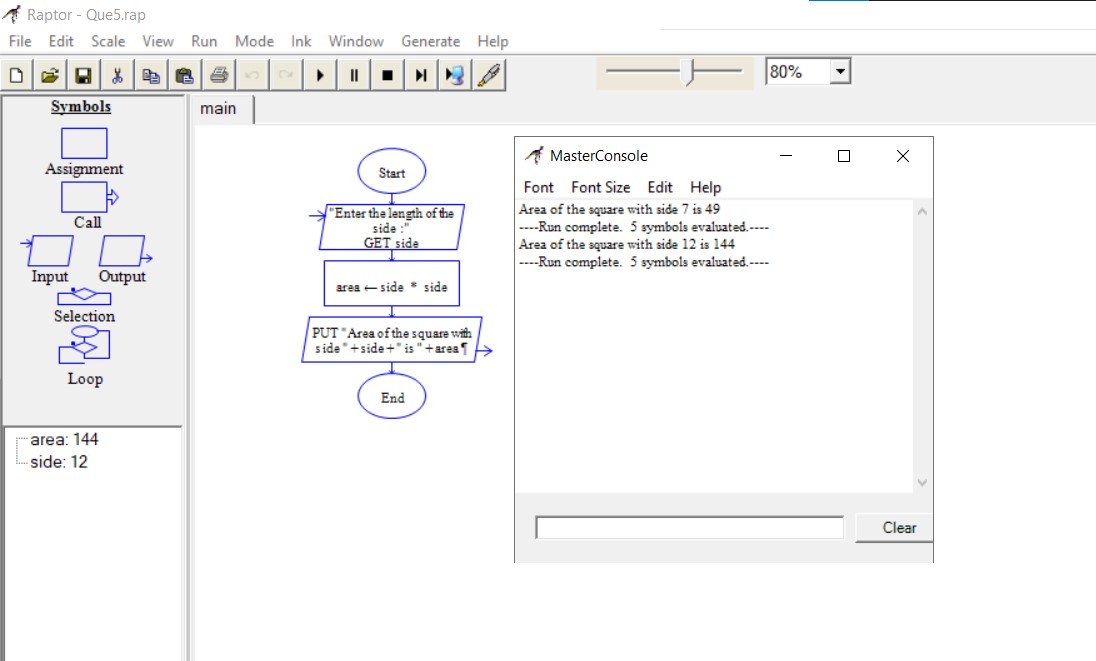 Raptor - Que5.rap
File Edit Scale View Run Mode Ink Window Generate Help
80%
Symbols
Assignment
Call
Input Output
Selection
Loop
area: 144
side: 12
main
Start
"Enter the length of the
side :"
GET side
area ← side * side
PUT "Area of the square with
side "+side+" is "+area¶
End
MasterConsole
Font Font Size Edit Help
Area of the square with side 7 is 49
----Run complete. 5 symbols evaluated.----
Area of the square with side 12 is 144
----Run complete. 5 symbols evaluated.----
Clear